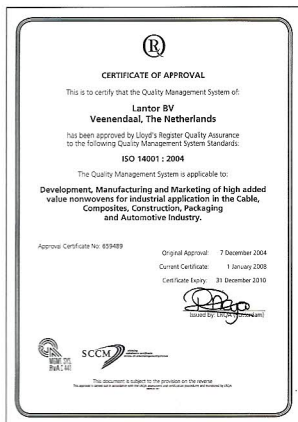 CERTIFICATE OF APPROVAL
This is to certify that the Quality Management System of:
Lantor BV
Veenendaal, The Netherlands
has been approved by Lloyd's Register Quality Assurance
to the following Quality Management System Standards:
ISO 14001 : 2004
The Quality Management System is applicable to:
Development, Manufacturing and Marketing of high added
value nonwovens for industrial application in the Cable,
Composites, Construction, Packaging
and Automotive Industry.
Approval Certificate No: 659489
Original Approval: 7 December 2004
Current Certificate: 1 January 2008
Certificate Expiry: 31 December 2010
Issued by: LRQA
SCCM
This document is subject to the provision on the reverse